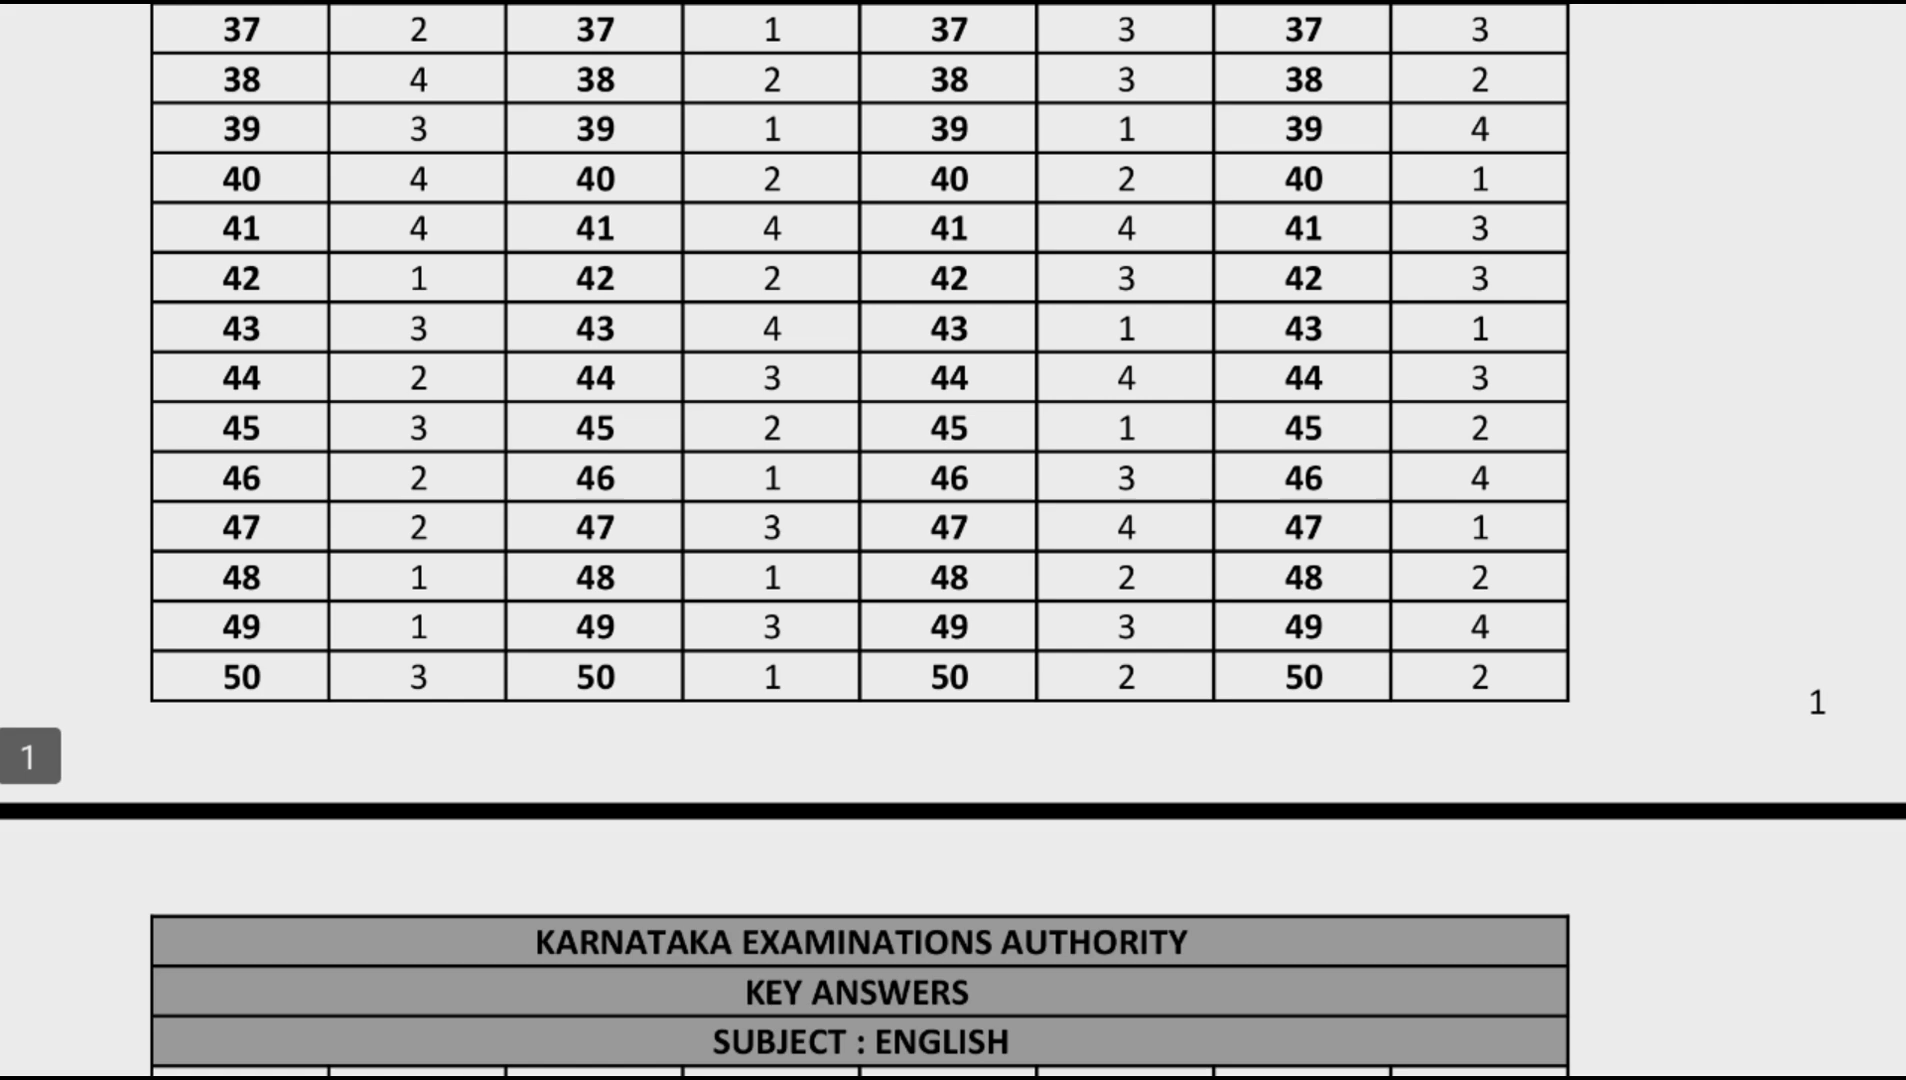 37 2 37 1 37 3 37 3
38 4 38 2 38 3 38 2
39 3 39 1 39 1 39 4
40 4 40 2 40 2 40 1
41 4 41 4 41 4 41 3
42 1 42 2 42 3 42 3
43 3 43 4 43 1 43 1
44 2 44 3 44 4 44 3
45 3 45 2 45 1 45 2
46 2 46 1 46 3 46 4
47 2 47 3 47 4 47 1
48 1 48 1 48 2 48 2
49 1 49 3 49 3 49 4
50 3 50 1 50 2 50 2
1
1
KARNATAKA EXAMINATIONS AUTHORITY
KEY ANSWERS
SUBJECT : ENGLISH